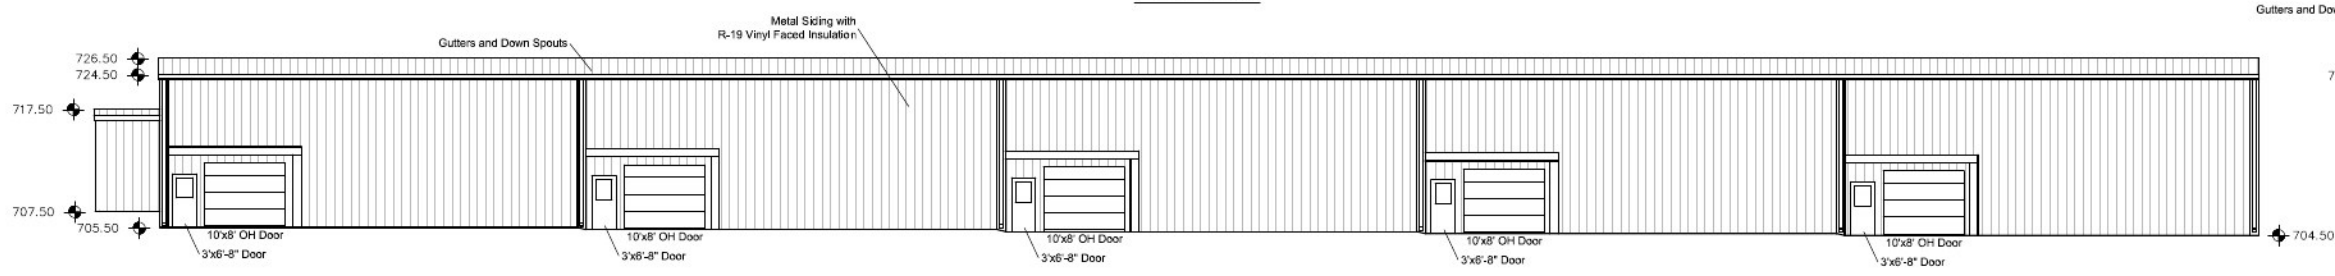 Gutters and Dow
Metal Siding with
R-19 Vinyl Faced Insulation
Gutters and Down Spouts
726.50
724.50
7
717.50
707.50
705.50
704.50
10'x8' OH Door
3'x6'-8" Door
10'x8' OH Door
3'x6'-8" Door
10'x8' OH Door
3'x6'-8" Door
10'x8' OH Door
3'x6'-8" Door
10'x8' OH Door
3'x6'-8" Door